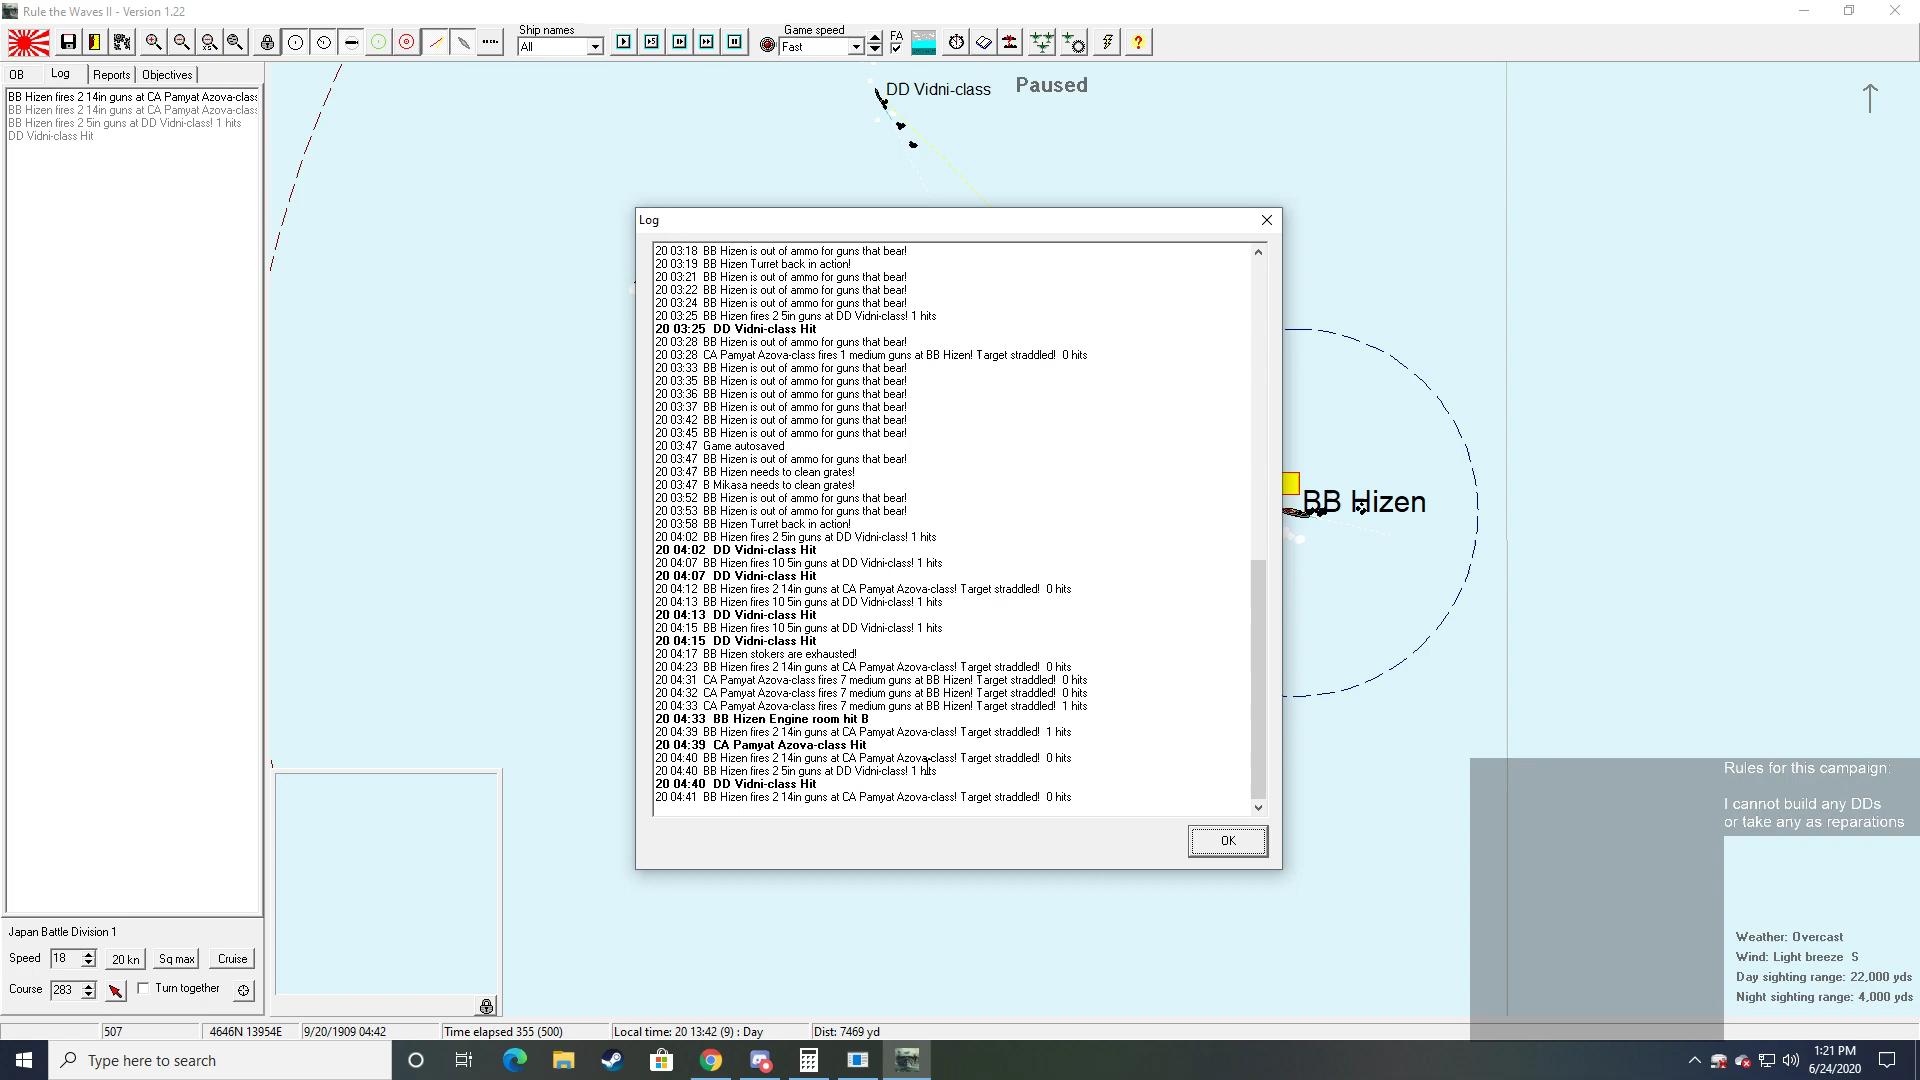 Rule the Waves II - Version 1.22
Ship names
All
Game speed
Fast
FA
OB
Log
Reports
Objectives
BB Hizen fires 2 14in guns at CA Pamyat Azova-class
BB Hizen fires 2 14in guns at CA Pamyat Azova-class
BB Hizen fires 2 5in guns at DD Vidni-class! 1 hits
DD Vidni-class Hit
DD Vidni-class
Paused
BB Hizen
Log
20 03:18 BB Hizen is out of ammo for guns that bear!
20 03:19 BB Hizen Turret back in action!
20 03:21 BB Hizen is out of ammo for guns that bear!
20 03:22 BB Hizen is out of ammo for guns that bear!
20 03:24 BB Hizen is out of ammo for guns that bear!
20 03:25 BB Hizen fires 2 5in guns at DD Vidni-class! 1 hits
20 03:25 DD Vidni-class Hit
20 03:28 BB Hizen is out of ammo for guns that bear!
20 03:28 CA Pamyat Azova-class fires 1 medium guns at BB Hizen! Target straddled! 0 hits
20 03:33 BB Hizen is out of ammo for guns that bear!
20 03:35 BB Hizen is out of ammo for guns that bear!
20 03:36 BB Hizen is out of ammo for guns that bear!
20 03:37 BB Hizen is out of ammo for guns that bear!
20 03:42 BB Hizen is out of ammo for guns that bear!
20 03:45 BB Hizen is out of ammo for guns that bear!
20 03:47 Game autosaved
20 03:47 BB Hizen is out of ammo for guns that bear!
20 03:47 BB Hizen needs to clean grates!
20 03:47 B Mikasa needs to clean grates!
20 03:52 BB Hizen is out of ammo for guns that bear!
20 03:53 BB Hizen is out of ammo for guns that bear!
20 03:58 BB Hizen Turret back in action!
20 04:02 BB Hizen fires 2 5in guns at DD Vidni-class! 1 hits
20 04:02 DD Vidni-class Hit
20 04:07 BB Hizen fires 10 5in guns at DD Vidni-class! 1 hits
20 04:07 DD Vidni-class Hit
20 04:12 BB Hizen fires 2 14in guns at CA Pamyat Azova-class! Target straddled! 0 hits
20 04:13 BB Hizen fires 10 5in guns at DD Vidni-class! 1 hits
20 04:13 DD Vidni-class Hit
20 04:15 BB Hizen fires 10 5in guns at DD Vidni-class! 1 hits
20 04:15 DD Vidni-class Hit
20 04:17 BB Hizen stokers are exhausted!
20 04:23 BB Hizen fires 2 14in guns at CA Pamyat Azova-class! Target straddled! 0 hits
20 04:31 CA Pamyat Azova-class fires 7 medium guns at BB Hizen! Target straddled! 0 hits
20 04:32 CA Pamyat Azova-class fires 7 medium guns at BB Hizen! Target straddled! 0 hits
20 04:33 CA Pamyat Azova-class fires 7 medium guns at BB Hizen! Target straddled! 1 hits
20 04:33 BB Hizen Engine room hit B
20 04:39 BB Hizen fires 2 14in guns at CA Pamyat Azova-class! Target straddled! 1 hits
20 04:39 CA Pamyat Azova-class Hit
20 04:40 BB Hizen fires 2 14in guns at CA Pamyat Azova-class! Target straddled! 0 hits
20 04:40 BB Hizen fires 2 5in guns at DD Vidni-class! 1 hits
20 04:40 DD Vidni-class Hit
20 04:41 BB Hizen fires 2 14in guns at CA Pamyat Azova-class! Target straddled! 0 hits
OK
Rules for this campaign:
I cannot build any DDs
or take any as reparations
Weather: Overcast
Wind: Light breeze S
Day sighting range: 22,000 yds
Night sighting range: 4,000 yds
Japan Battle Division 1
Speed
18
20 kn
Sq max
Cruise
Course
283
Turn together
507
4646N 13954E
9/20/1909 04:42
Time elapsed 355 (500)
Local time: 20 13:42 (9) : Day
Dist: 7469 yd
Type here to search
1:21 PM
6/24/2020